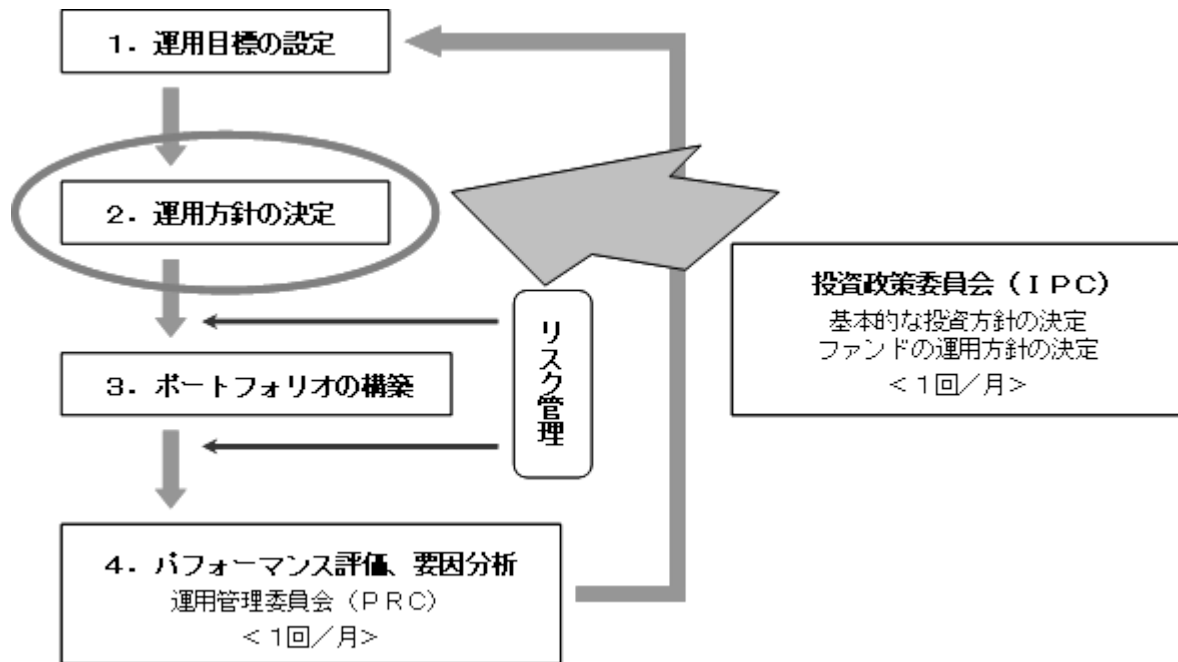 1．運用目標の設定
2．運用方針の決定
投資政策委員会（ＩＰＣ）
基本的な投資方針の決定
ファンドの運用方針の決定
＜１回／月＞
リスク管理
3．ポートフォリオの構築
4．パフォーマンス評価、要因分析
運用管理委員会（ＰＲＣ）
＜１回／月＞